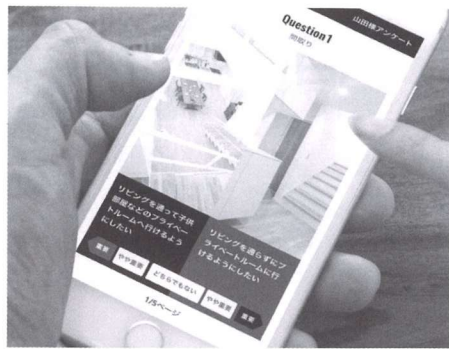 山田様アンケート
Question1
間取り
リビングを通って子供
部屋などのプライベー
トルームへ行けるよう
にしたい
リビングを通らずにプ
ライベートルームに行
けるようにしたい
重要
やや重要
どちらでもない
やや重要
重要
1/5ページ